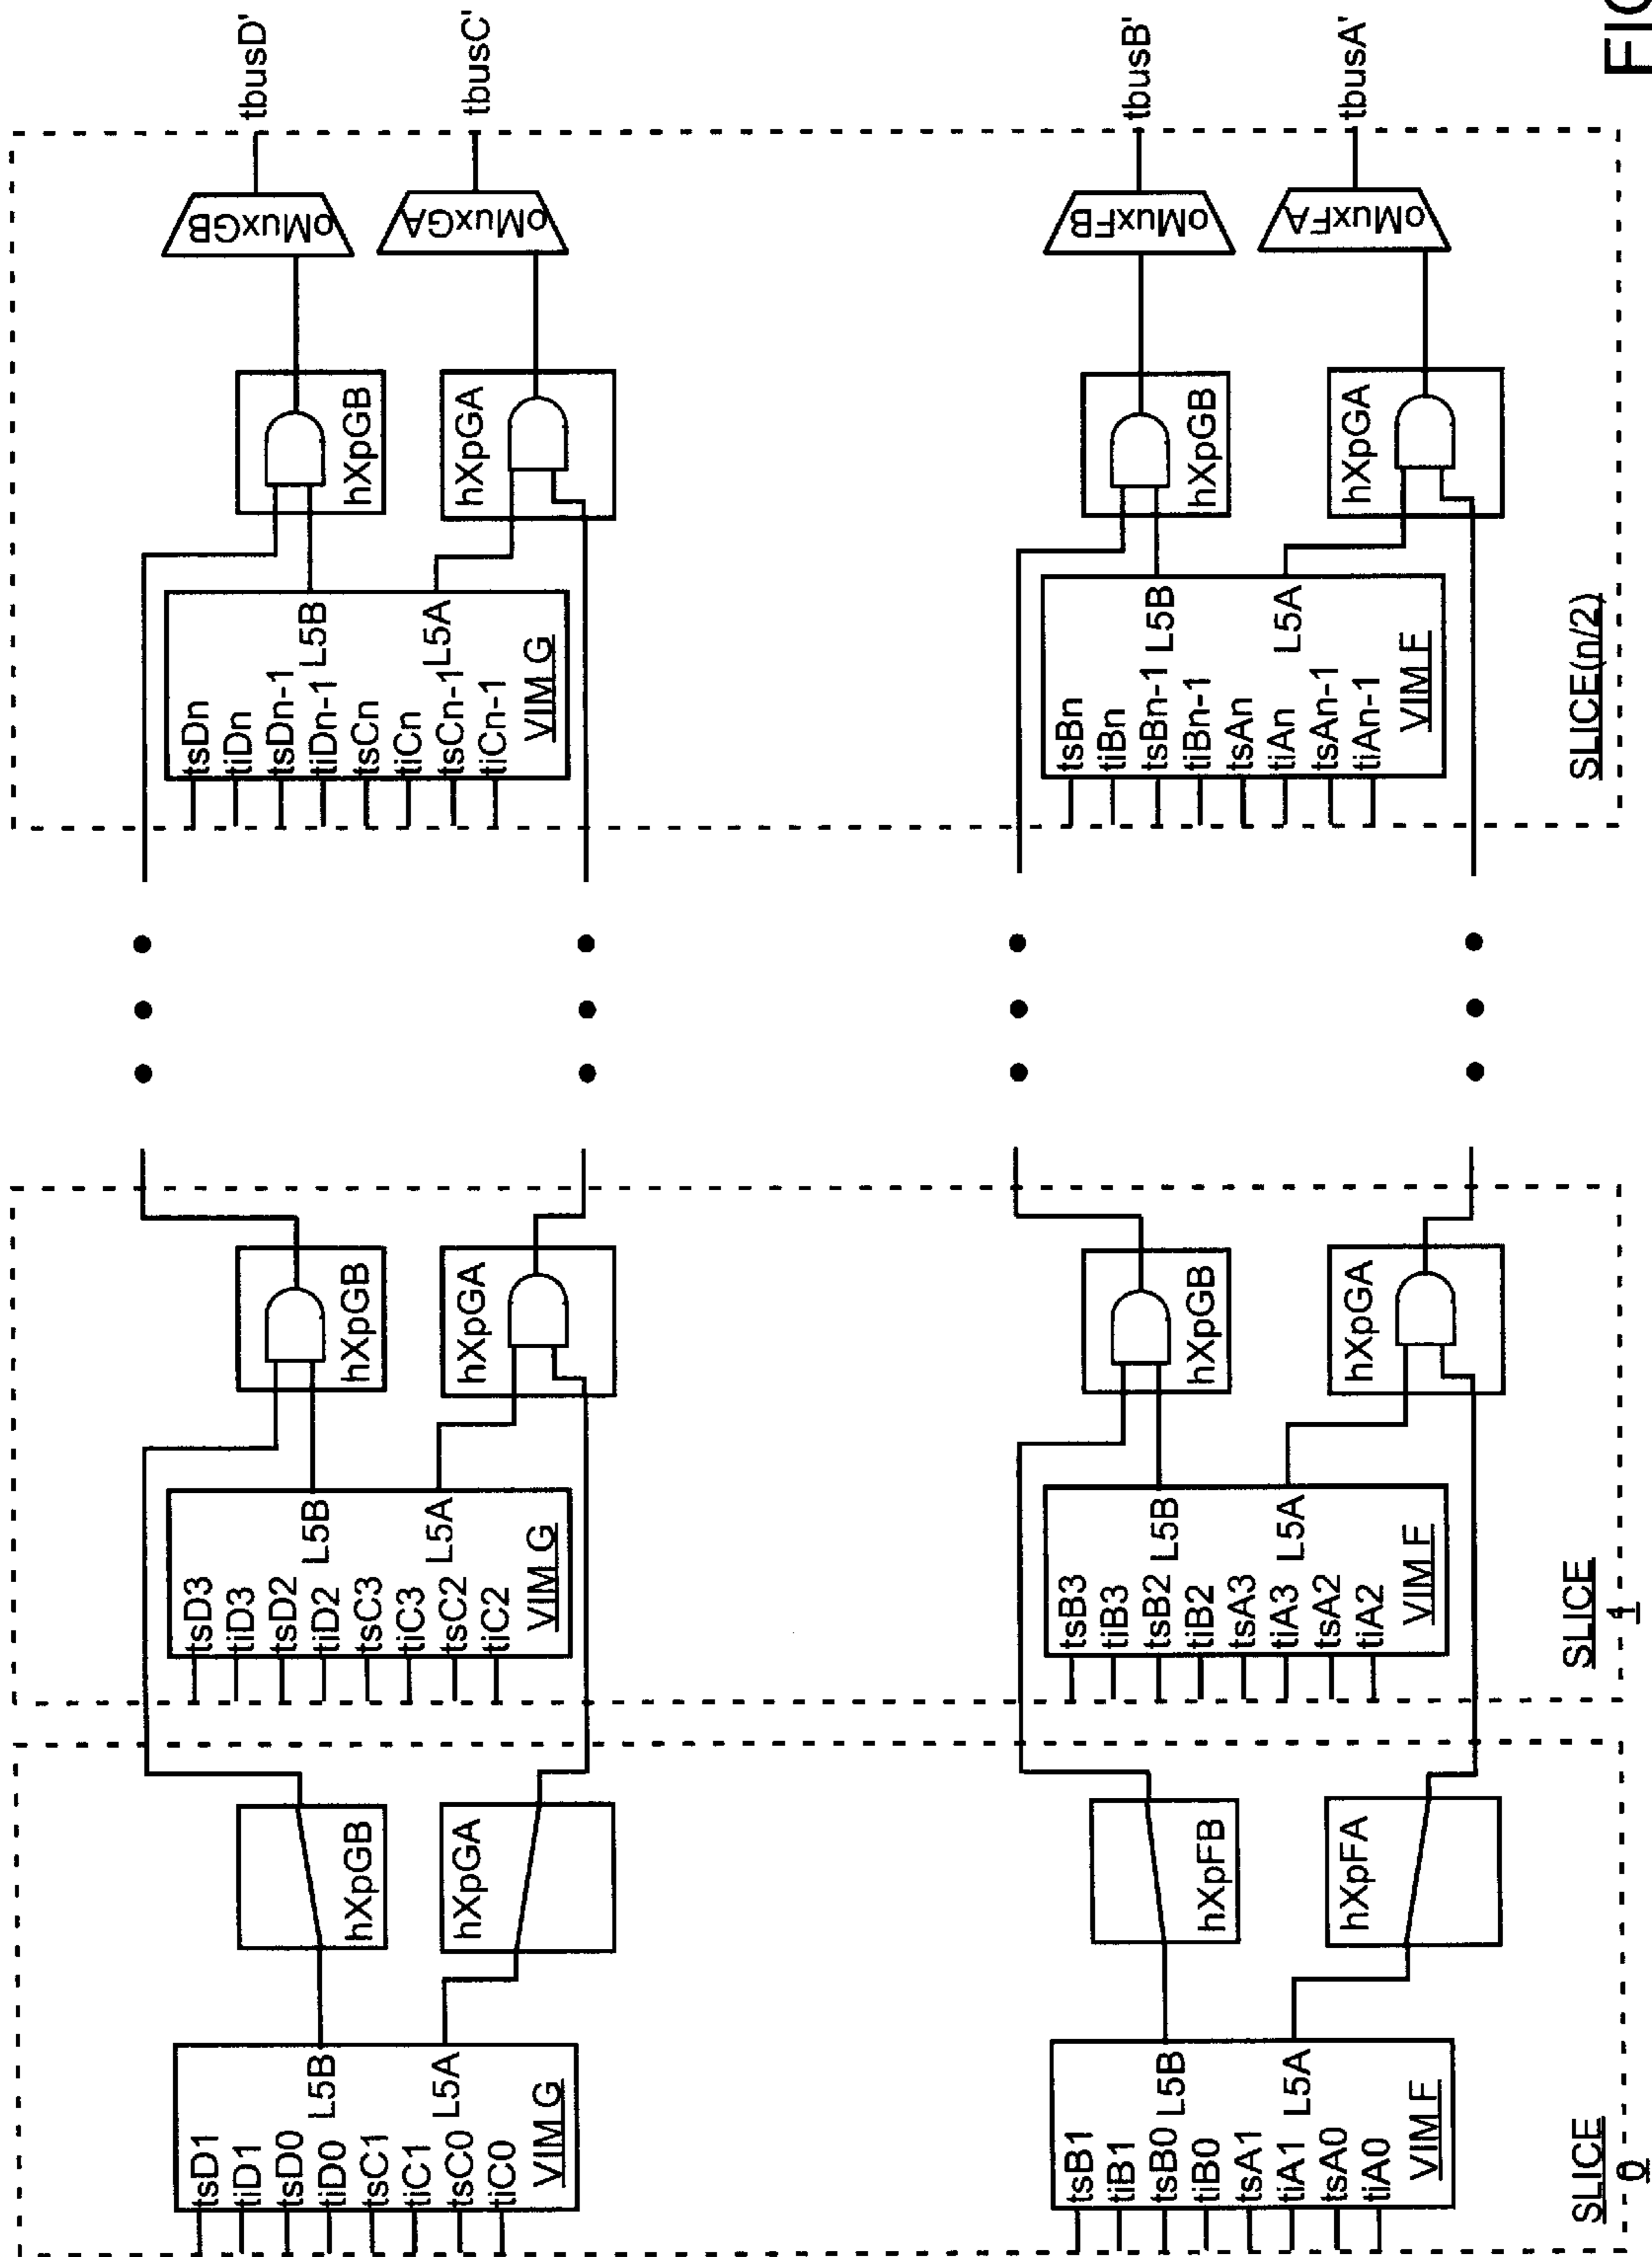 tbusD'
tbusC'
tbusB'
tbusA'
oMuxGB
oMuxGA
oMuxFB
oMuxFA
hXpGB
hXpGA
hXpGB
hXpGA
tsDn
tiDn
tsDn-1
tiDn-1
tsCn
tiCn
tsCn-1
tiCn-1
L5B
L5A
VIM G
tsBn
tiBn
tsBn-1
tiBn-1
tsAn
tiAn
tsAn-1
tiAn-1
L5B
L5A
VIM F
SLICE(n/2)
hXpGB
hXpGA
hXpGB
hXpGA
tsD3
tiD3
tsD2
tiD2
tsC3
tiC3
tsC2
tiC2
L5B
L5A
VIM G
tsB3
tiB3
tsB2
tiB2
tsA3
tiA3
tsA2
tiA2
L5B
L5A
VIM F
SLICE
1
hXpGB
hXpGA
hXpFB
hXpFA
tsD1
tiD1
tsD0
tiD0
tsC1
tiC1
tsC0
tiC0
L5B
L5A
VIM G
tsB1
tiB1
tsB0
tiB0
tsA1
tiA1
tsA0
tiA0
L5B
L5A
VIM F
SLICE
0